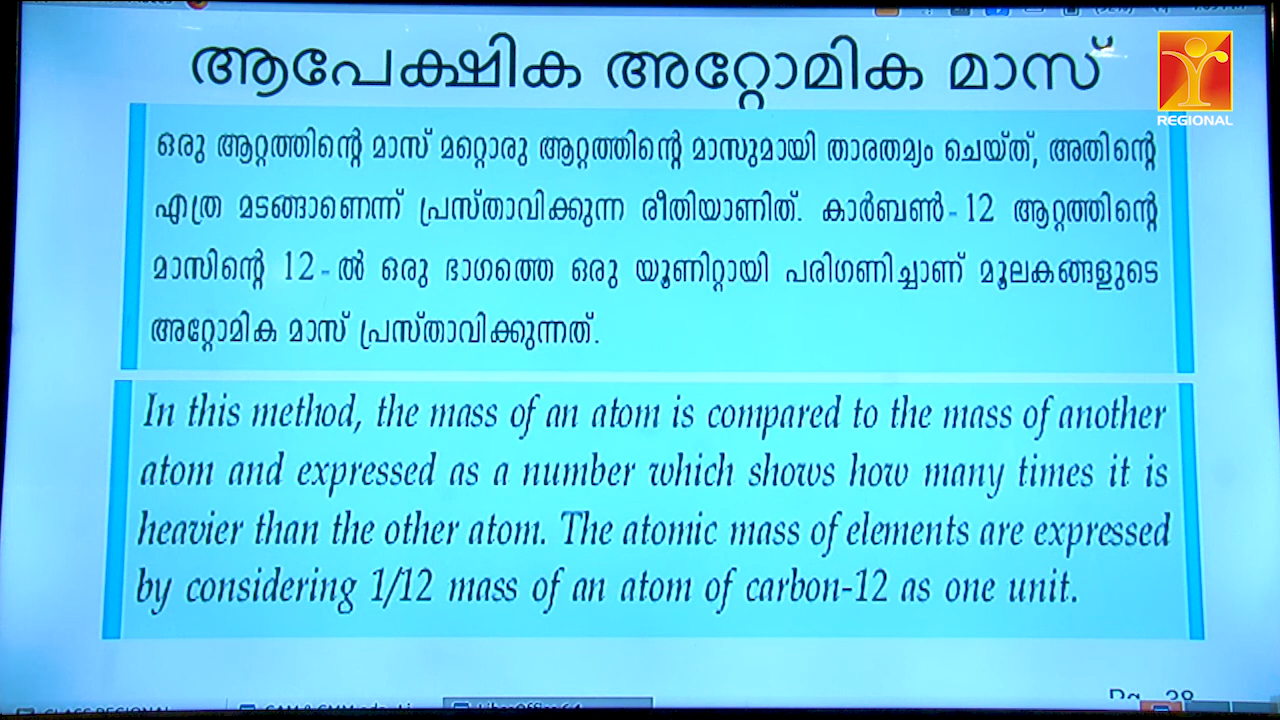 ആപേക്ഷിക അറ്റോമിക മാസ്
REGIONAL
ഒരു ആറ്റത്തിന്റെ മാസ് മറ്റൊരു ആറ്റത്തിന്റെ മാസുമായി താരതമ്യം ചെയ്ത്, അതിന്റെ
എത്ര മടങ്ങാണെന്ന് പ്രസ്താവിക്കുന്ന രീതിയാണിത്. കാർബൺ-12 ആറ്റത്തിന്റെ
മാസിന്റെ 12-ൽ ഒരു ഭാഗത്തെ ഒരു യൂണിറ്റായി പരിഗണിച്ചാണ് മൂലകങ്ങളുടെ
അറ്റോമിക മാസ് പ്രസ്താവിക്കുന്നത്.
In this method, the mass of an atom is compared to the mass of another
atom and expressed as a number which shows how many times it is
heavier than the other atom. The atomic mass of elements are expressed
by considering 1/12 mass of an atom of carbon-12 as one unit.